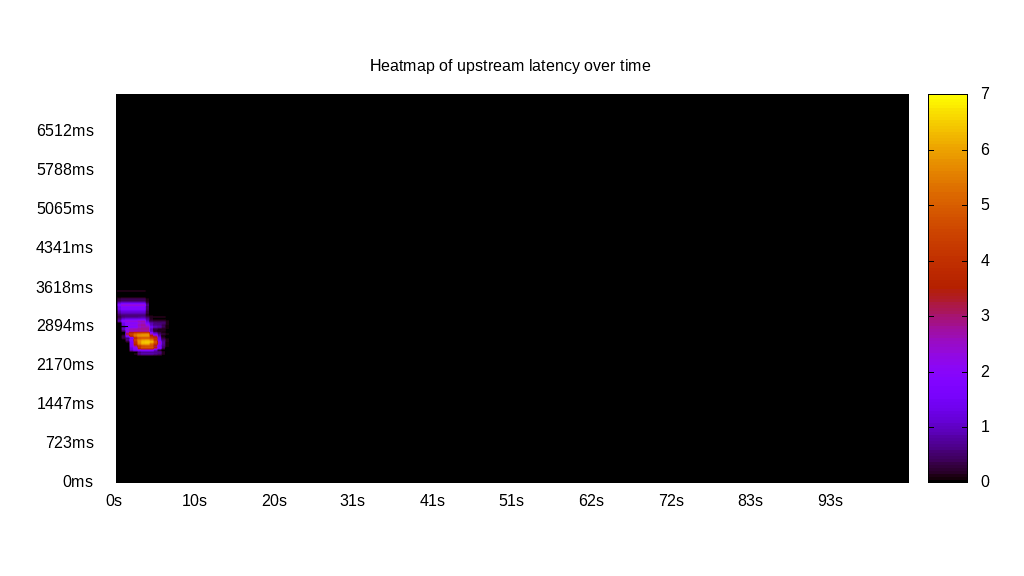 Heatmap of upstream latency over time
6512ms
5788ms
5065ms
4341ms
3618ms
2894ms
2170ms
1447ms
723ms
0ms
0s 10s 20s 31s 41s 51s 62s 72s 83s 93s
7
6
5
4
3
2
1
0